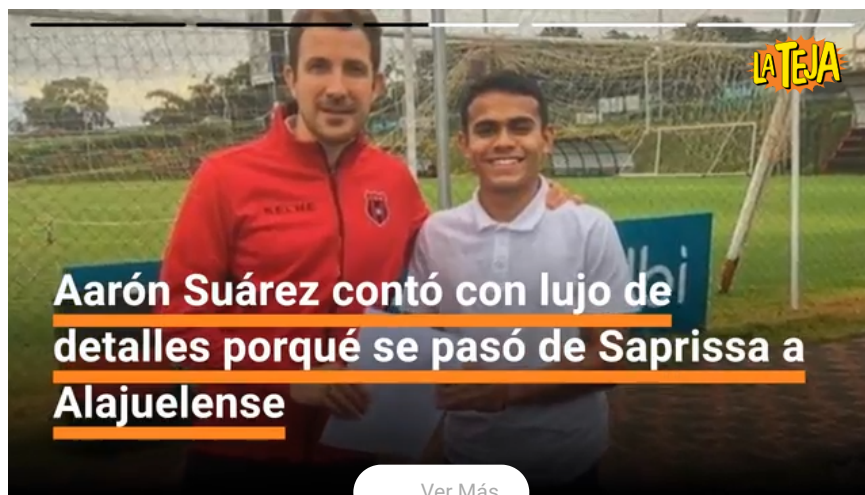 LA TEJA
KELME
Aarón Suárez contó con lujo de
detalles porqué se pasó de Saprissa a
Alajuelense
Ver Más